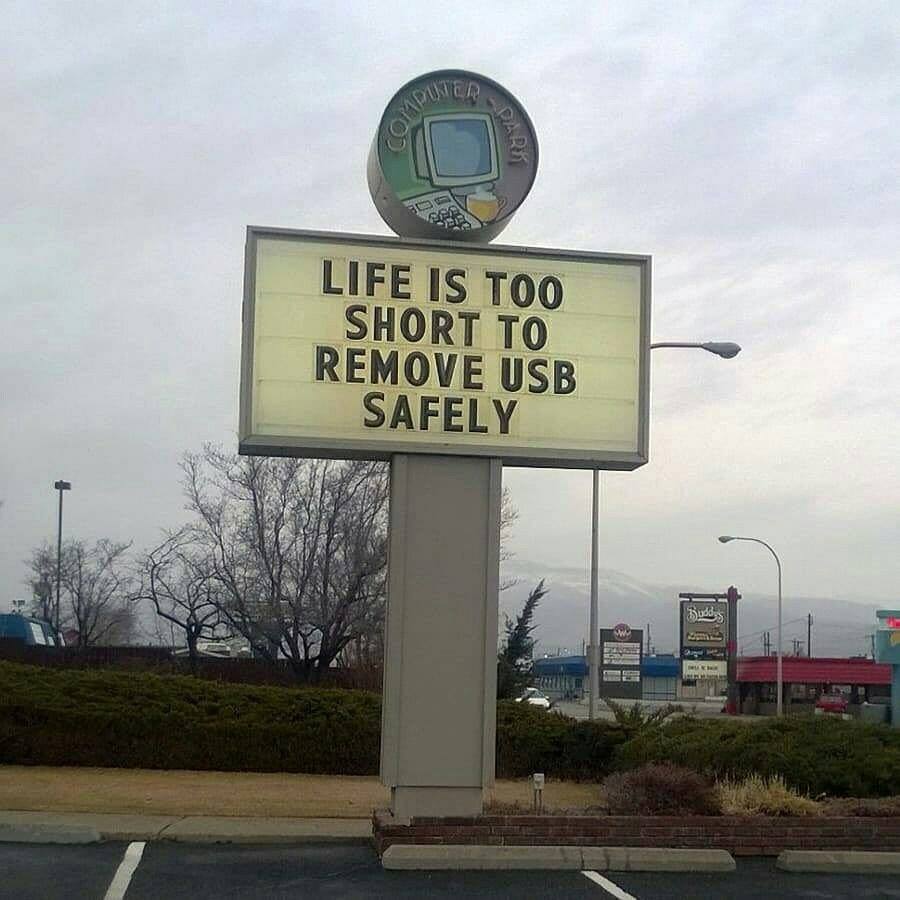 COMPUTER PARK
LIFE IS TOO
SHORT TO
REMOVE USB
SAFELY
Buddy's